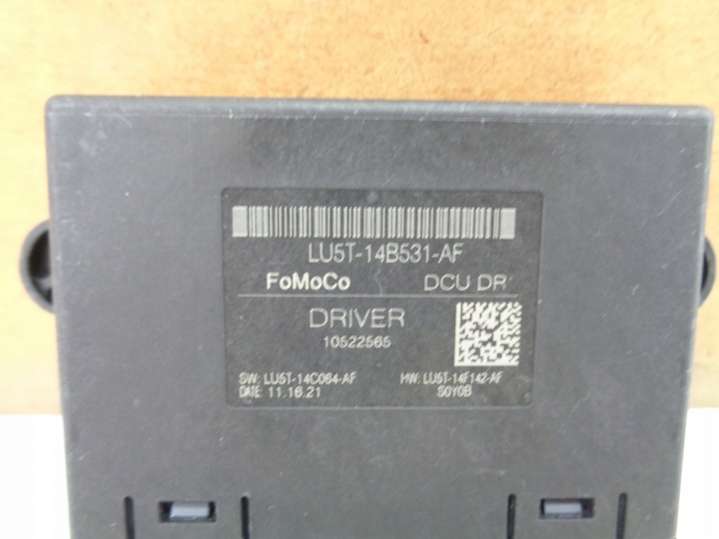 LU5T-14B531-AF
FoMoCo DCU DR
DRIVER
10522565
SW: LU5T-14C064-AF HW: LU5T-14F142-AF
DATE: 11.16.21 S0Y0B